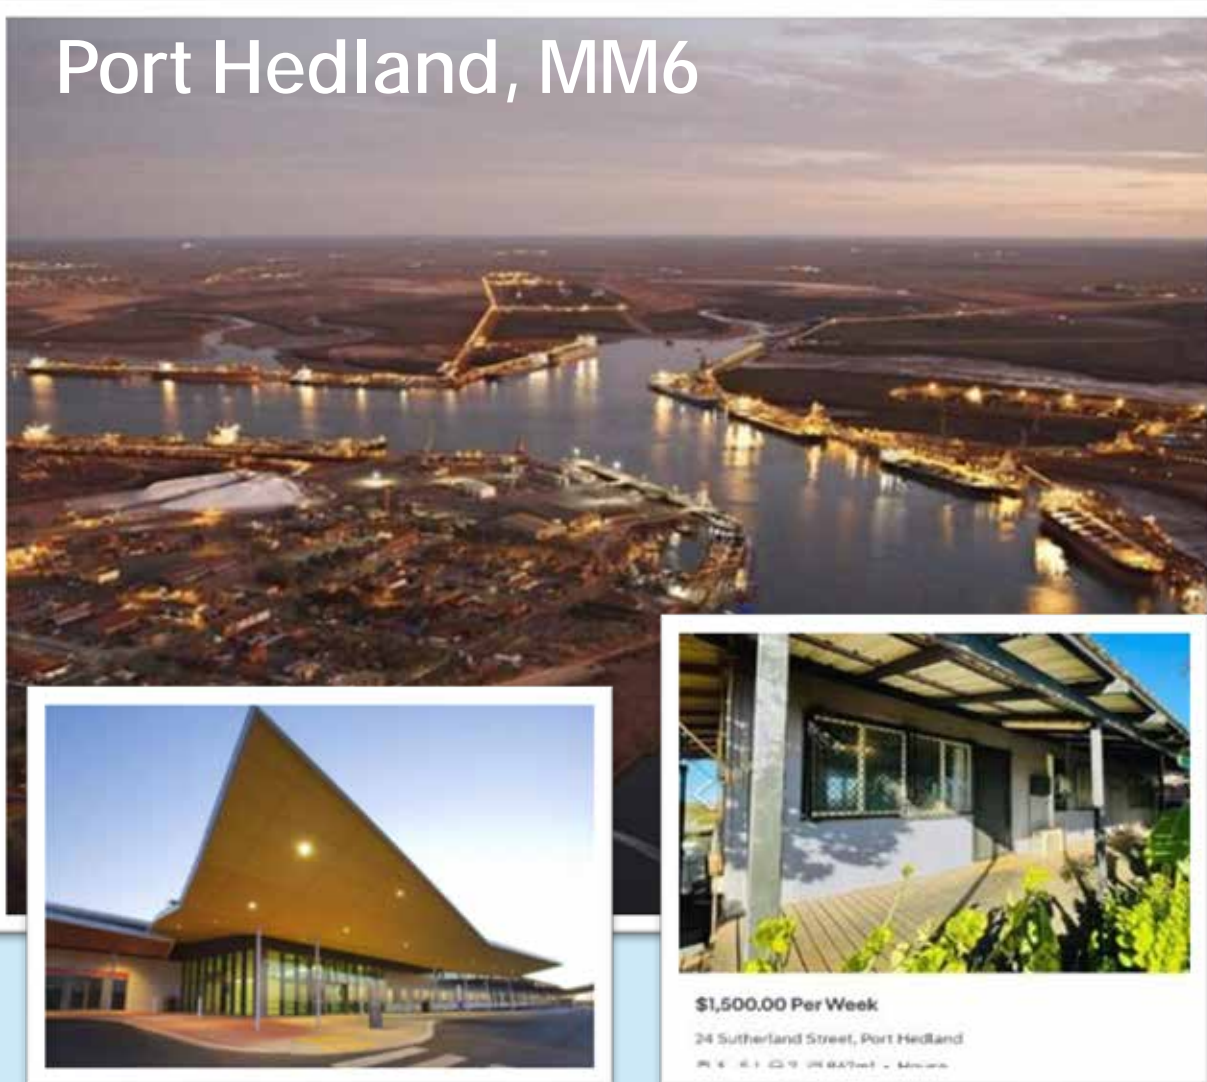 Port Hedland, MM6
$1,500.00 Per Week
24 Sutherland Street, Port Hedland